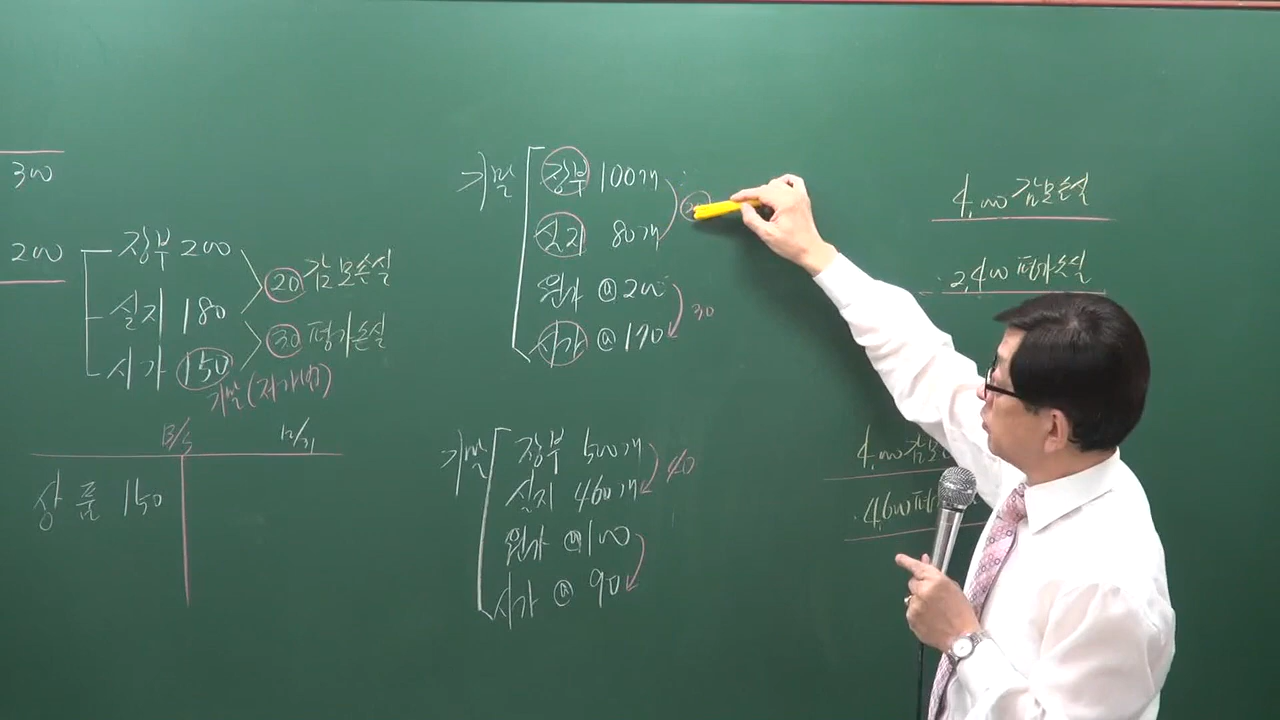 300
200
장부 200
실지 180
시가 150
20 감모손실
30 평가손실
기말(저가법)
B/S 12/31
상품 150
기말
장부 100개
실지 80개
원가 @200
시가 @170
20
30
기말
장부 500개
실지 460개
원가 @100
시가 @90
40
4,000 감모손실
2,400 평가손실
4,000 감모
4,600 평가